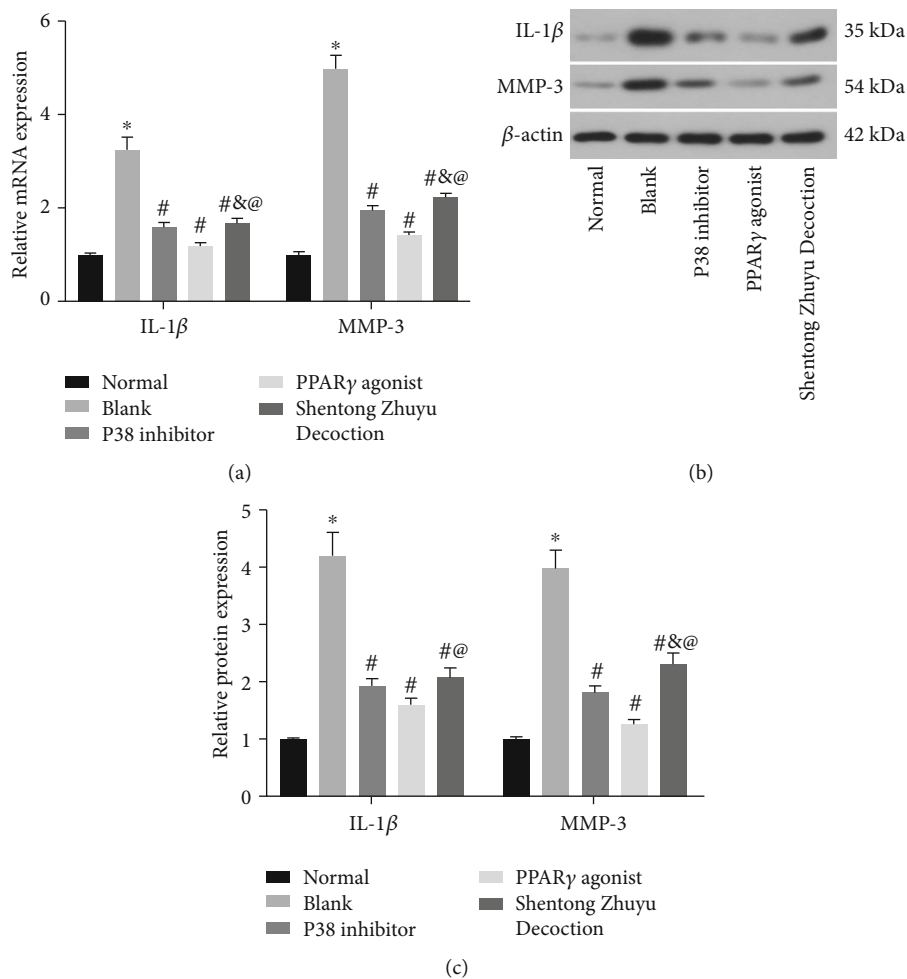 6
4
2
0
Relative mRNA expression
*
#
#
#&@
*
#
#
#&@
IL-1β
MMP-3
Normal
Blank
P38 inhibitor
PPARγ agonist
Shentong Zhuyu
Decoction
(a)
IL-1β
35 kDa
MMP-3
54 kDa
β-actin
42 kDa
Normal
Blank
P38 inhibitor
PPARγ agonist
Shentong Zhuyu Decoction
(b)
5
4
3
2
1
0
Relative protein expression
*
#
#
#@
*
#
#
#&@
IL-1β
MMP-3
Normal
Blank
P38 inhibitor
PPARγ agonist
Shentong Zhuyu
Decoction
(c)